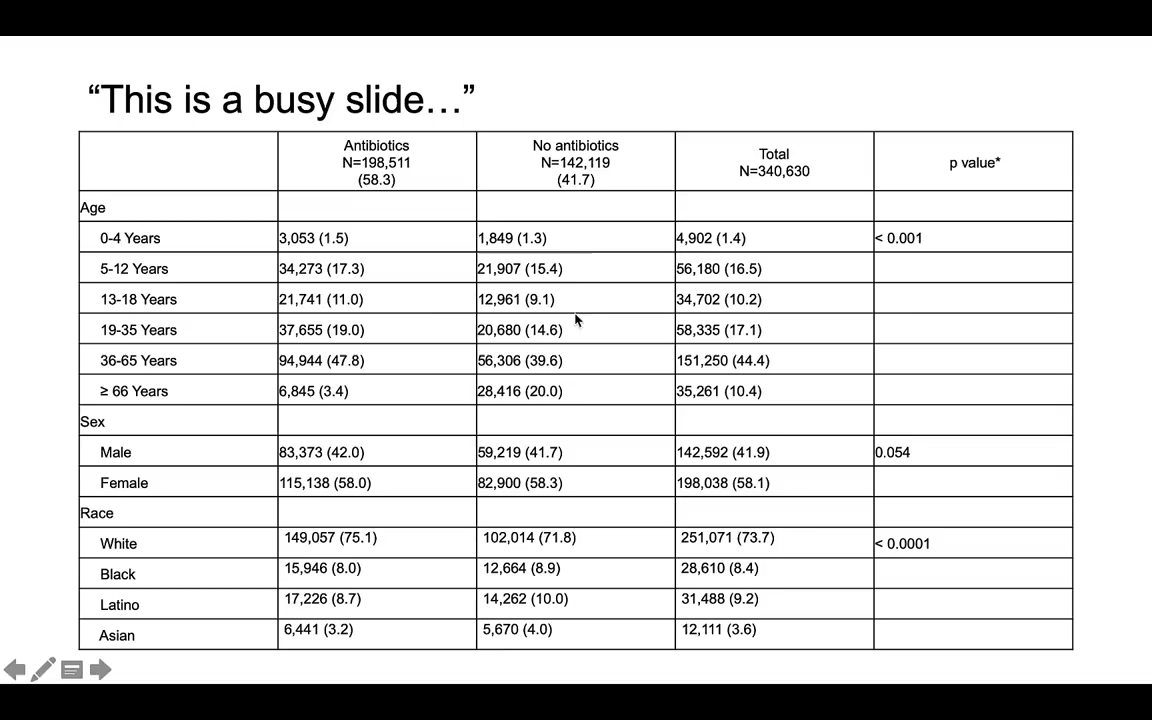 “This is a busy slide…”
Antibiotics
N=198,511
(58.3)
No antibiotics
N=142,119
(41.7)
Total
N=340,630
p value*
Age
0-4 Years 3,053 (1.5) 1,849 (1.3) 4,902 (1.4) < 0.001
5-12 Years 34,273 (17.3) 21,907 (15.4) 56,180 (16.5)
13-18 Years 21,741 (11.0) 12,961 (9.1) 34,702 (10.2)
19-35 Years 37,655 (19.0) 20,680 (14.6) 58,335 (17.1)
36-65 Years 94,944 (47.8) 56,306 (39.6) 151,250 (44.4)
≥ 66 Years 6,845 (3.4) 28,416 (20.0) 35,261 (10.4)
Sex
Male 83,373 (42.0) 59,219 (41.7) 142,592 (41.9) 0.054
Female 115,138 (58.0) 82,900 (58.3) 198,038 (58.1)
Race
White 149,057 (75.1) 102,014 (71.8) 251,071 (73.7) < 0.0001
Black 15,946 (8.0) 12,664 (8.9) 28,610 (8.4)
Latino 17,226 (8.7) 14,262 (10.0) 31,488 (9.2)
Asian 6,441 (3.2) 5,670 (4.0) 12,111 (3.6)